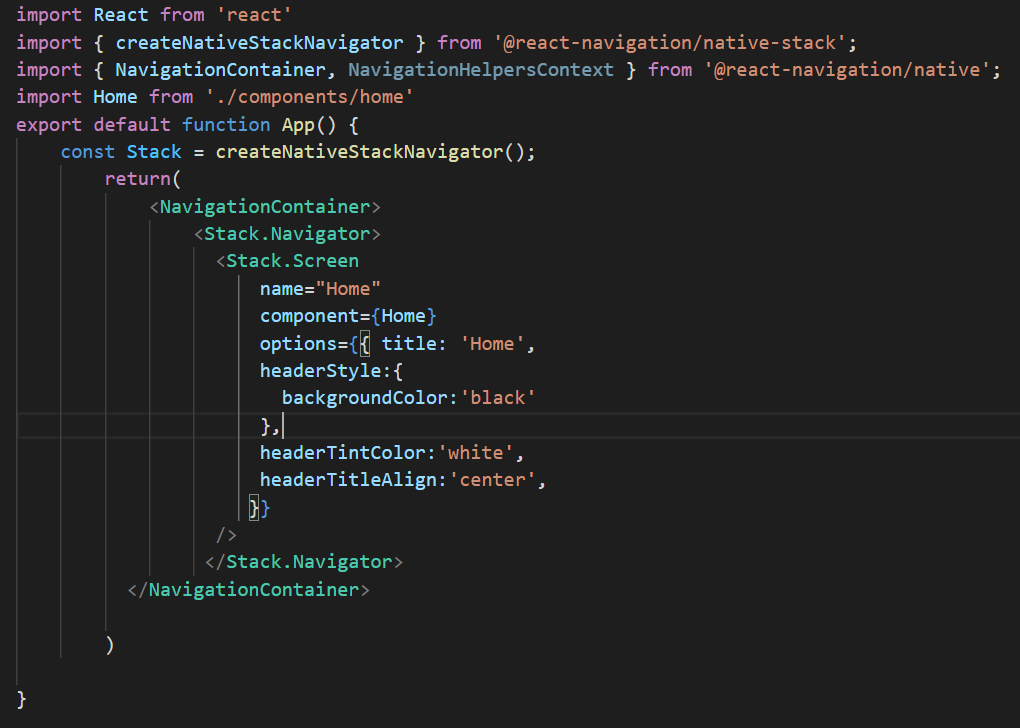 import React from 'react'
import { createNativeStackNavigator } from '@react-navigation/native-stack';
import { NavigationContainer, NavigationHelpersContext } from '@react-navigation/native';
import Home from './components/home'
export default function App() {
    const Stack = createNativeStackNavigator();
        return(
            <NavigationContainer>
                <Stack.Navigator>
                  <Stack.Screen
                      name="Home"
                      component={Home}
                      options={{ title: 'Home',
                      headerStyle:{
                        backgroundColor:'black'
                      },
                      headerTintColor:'white',
                      headerTitleAlign:'center',
                     }}
                  />
                 </Stack.Navigator>
          </NavigationContainer>
        )
}